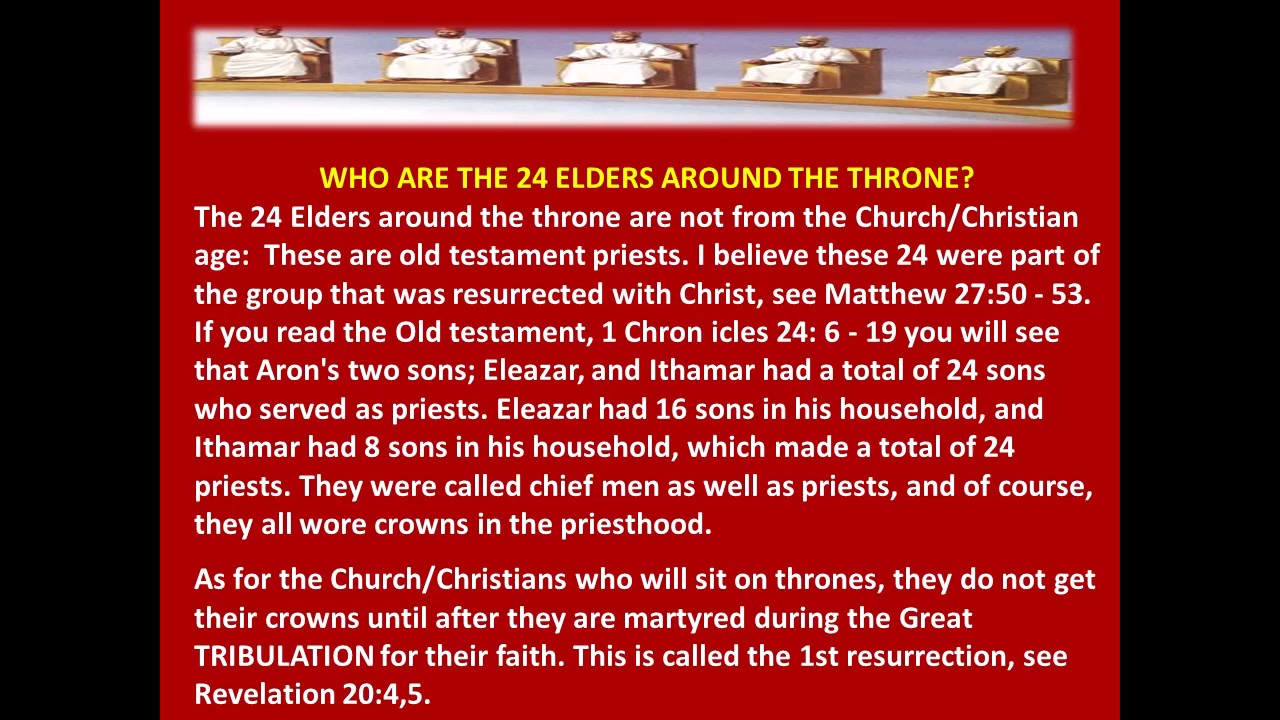 WHO ARE THE 24 ELDERS AROUND THE THRONE?
The 24 Elders around the throne are not from the Church/Christian
age:  These are old testament priests. I believe these 24 were part of
the group that was resurrected with Christ, see Matthew 27:50 - 53.
If you read the Old testament, 1 Chron icles 24: 6 - 19 you will see
that Aron's two sons; Eleazar, and Ithamar had a total of 24 sons
who served as priests. Eleazar had 16 sons in his household, and
Ithamar had 8 sons in his household, which made a total of 24
priests. They were called chief men as well as priests, and of course,
they all wore crowns in the priesthood.
As for the Church/Christians who will sit on thrones, they do not get
their crowns until after they are martyred during the Great
TRIBULATION for their faith. This is called the 1st resurrection, see
Revelation 20:4,5.